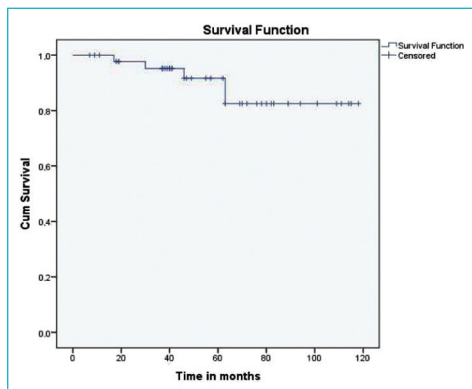 Survival Function
Survival Function
Censored
1.0
0.8
0.6
0.4
0.2
0.0
Cum Survival
0 20 40 60 80 100 120
Time in months